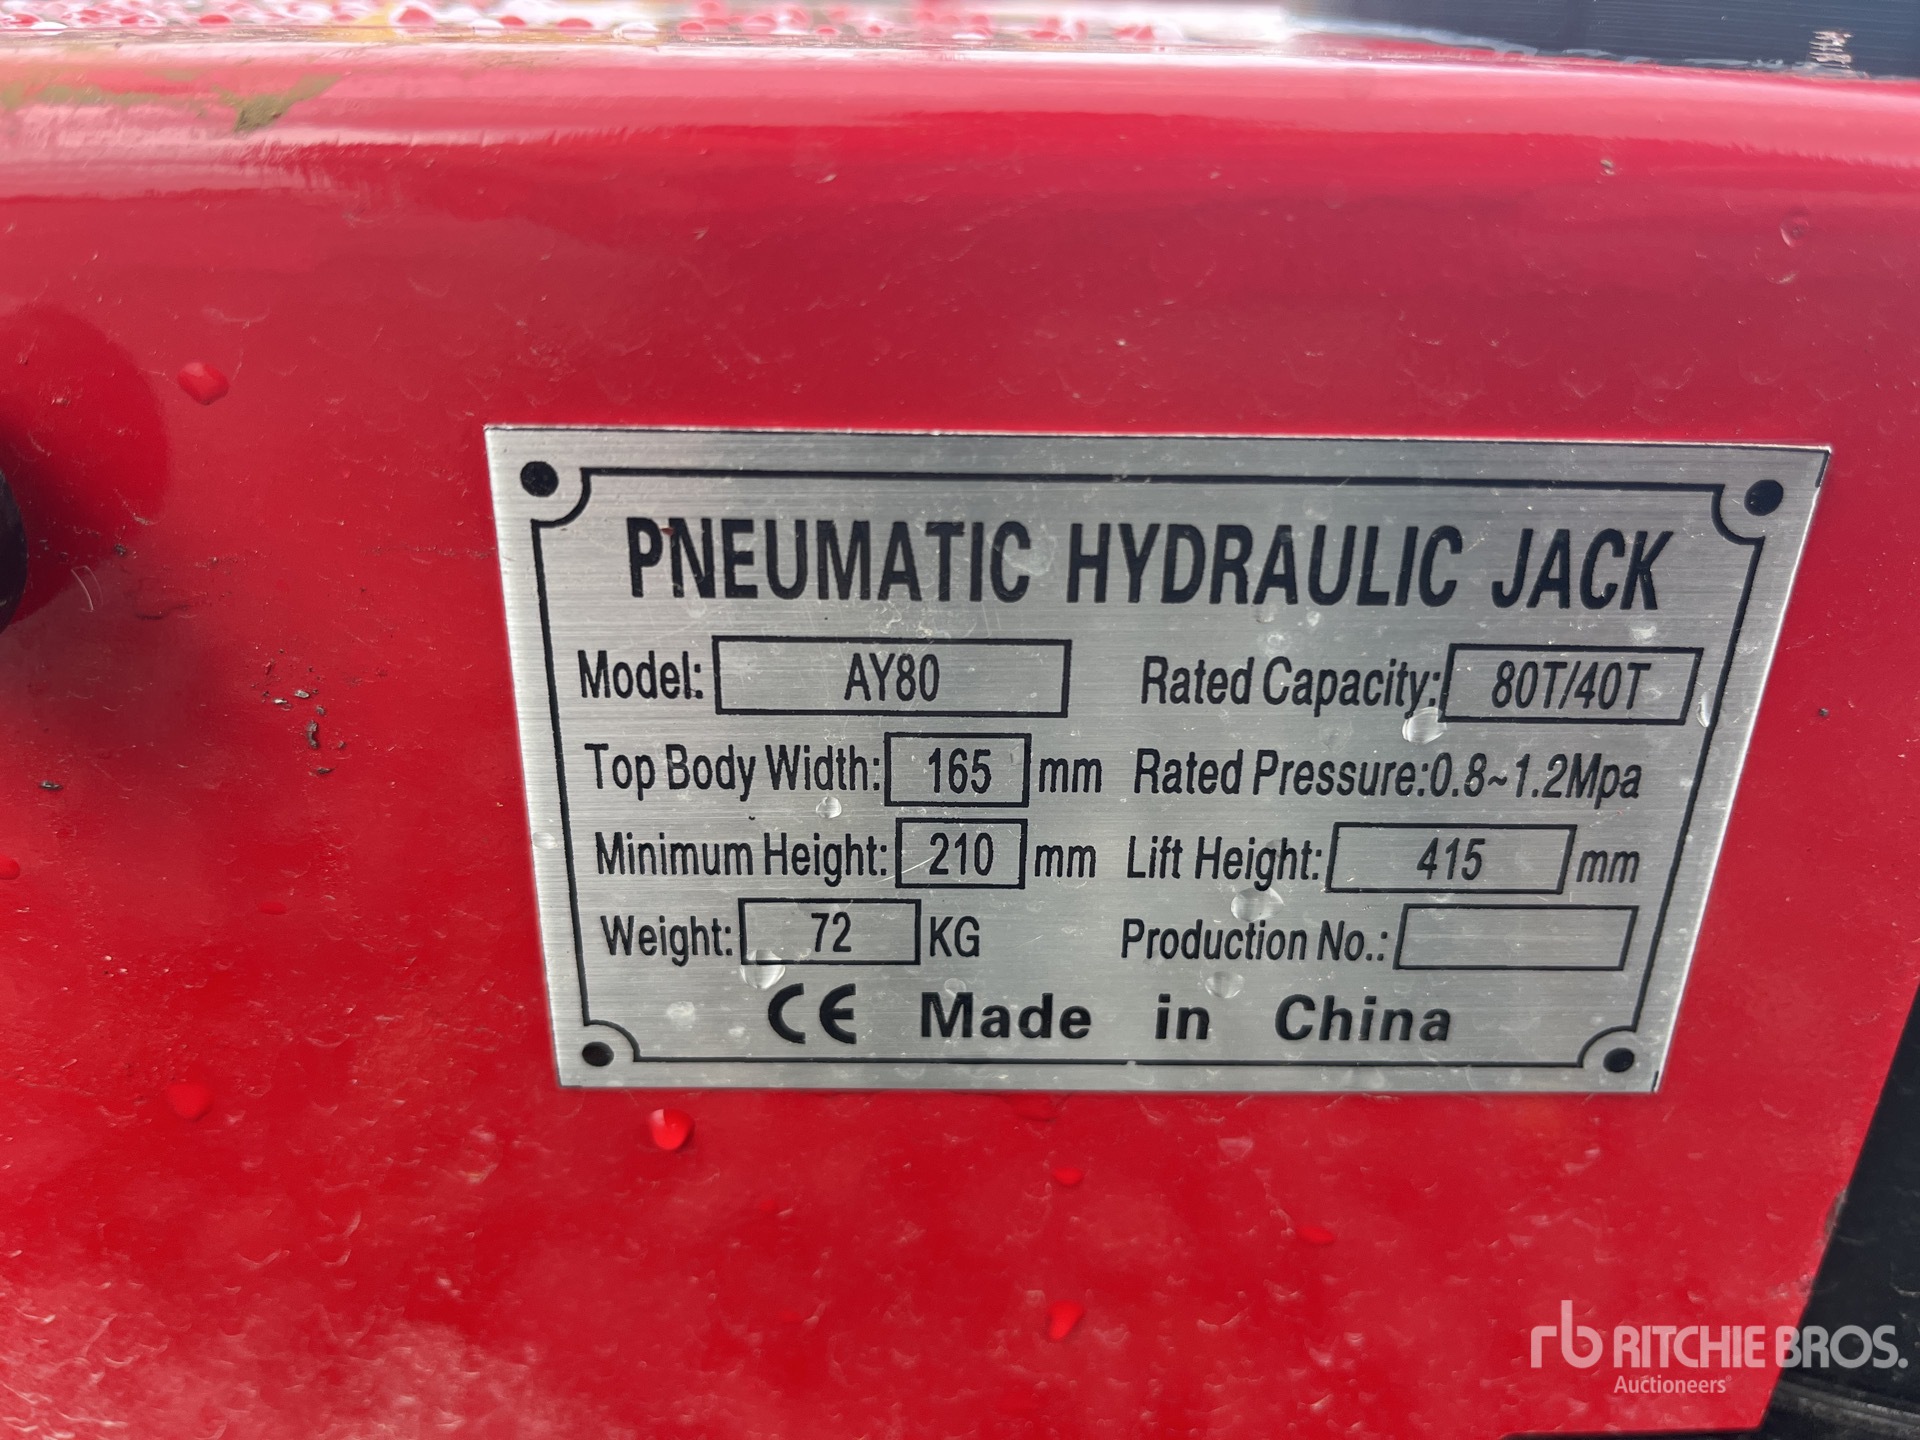 PNEUMATIC HYDRAULIC JACK
Model: AY80 Rated Capacity: 80T/40T
Top Body Width: 165 mm Rated Pressure:0.8~1.2Mpa
Minimum Height: 210 mm Lift Height: 415 mm
Weight: 72 KG Production No.:
CE Made in China
rb RITCHIE BROS.
Auctioneers